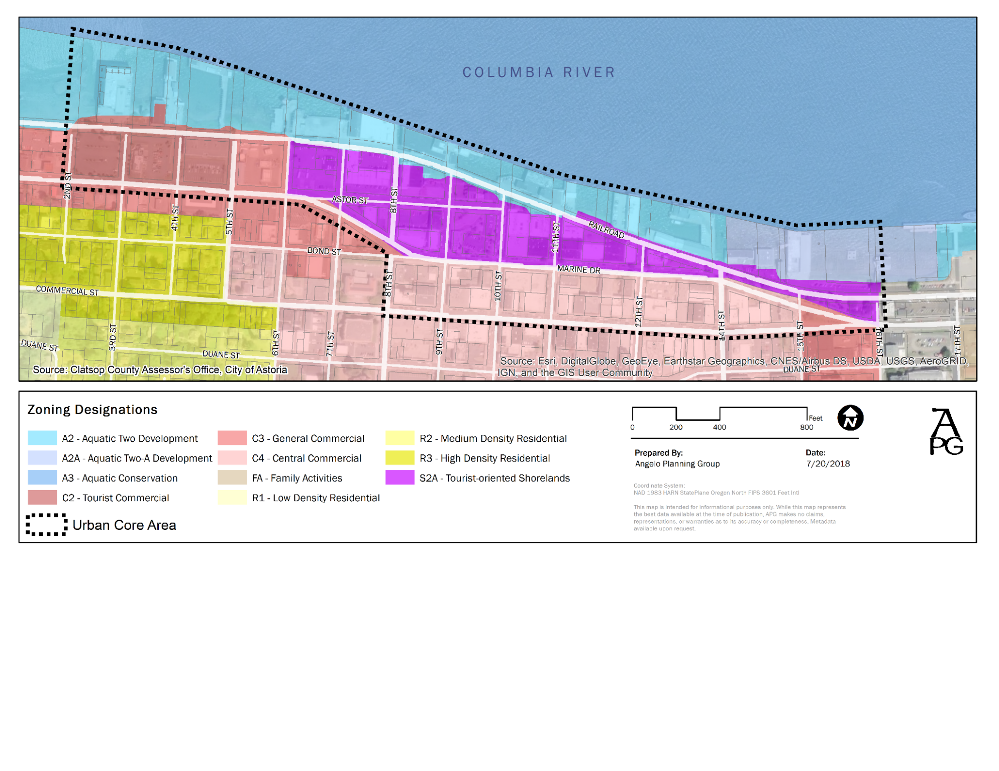 COLUMBIA RIVER
2ND ST
ASTOR ST
8TH ST
4TH ST
5TH ST
11TH ST
RAILROAD
BOND ST
MARINE DR
8TH ST
10TH ST
COMMERCIAL ST
12TH ST
14TH ST
3RD ST
6TH ST
7TH ST
9TH ST
15TH ST
16TH ST
17TH ST
DUANE ST
DUANE ST
DUANE ST
Source: Clatsop County Assessor's Office, City of Astoria
Source: Esri, DigitalGlobe, GeoEye, Earthstar Geographics, CNES/Airbus DS, USDA, USGS, AeroGRID,
IGN, and the GIS User Community
Zoning Designations
A2 - Aquatic Two Development
A2A - Aquatic Two-A Development
A3 - Aquatic Conservation
C2 - Tourist Commercial
C3 - General Commercial
C4 - Central Commercial
FA - Family Activities
R1 - Low Density Residential
R2 - Medium Density Residential
R3 - High Density Residential
S2A - Tourist-oriented Shorelands
Urban Core Area
Feet
0 200 400 800
N
Prepared By:
Angelo Planning Group
Date:
7/20/2018
Coordinate System:
NAD 1983 HARN StatePlane Oregon North FIPS 3601 Feet Intl
This map is intended for informational purposes only. While this map represents
the best data available at the time of publication, APG makes no claims,
representations, or warranties as to its accuracy or completeness. Metadata
available upon request.
A
PG